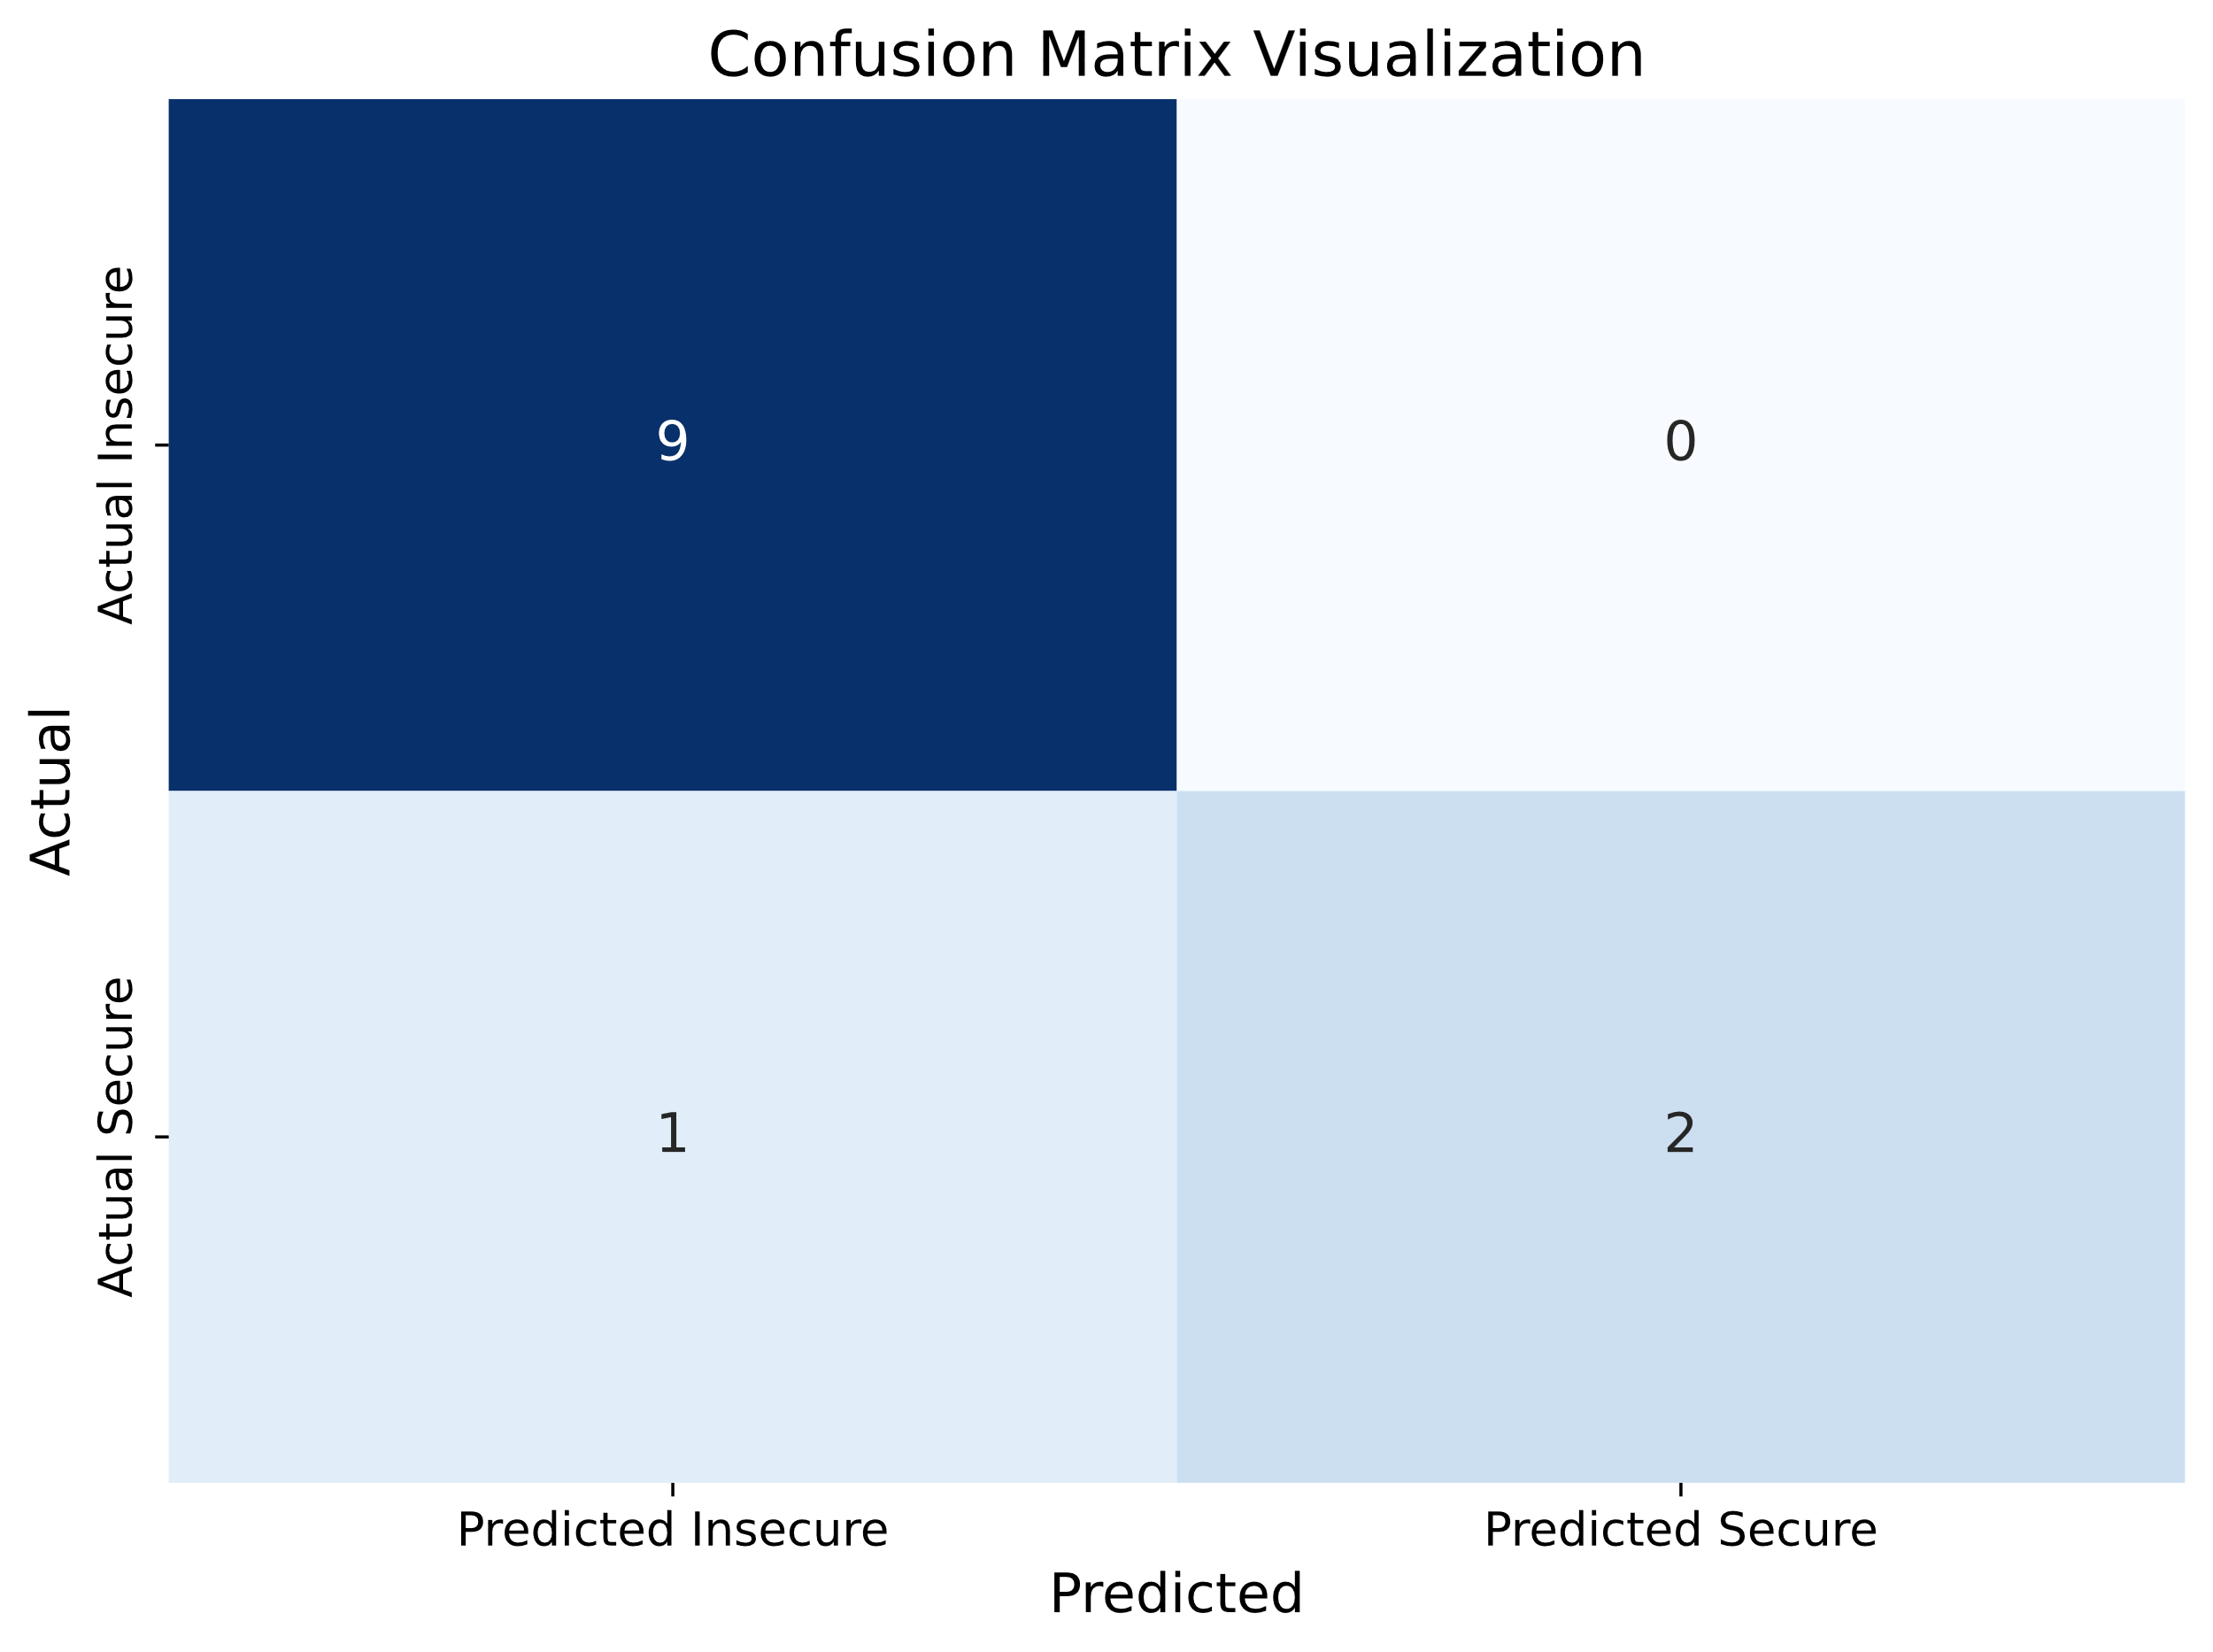 Confusion Matrix Visualization
Actual
Actual Insecure
9
0
Actual Secure
1
2
Predicted Insecure
Predicted Secure
Predicted